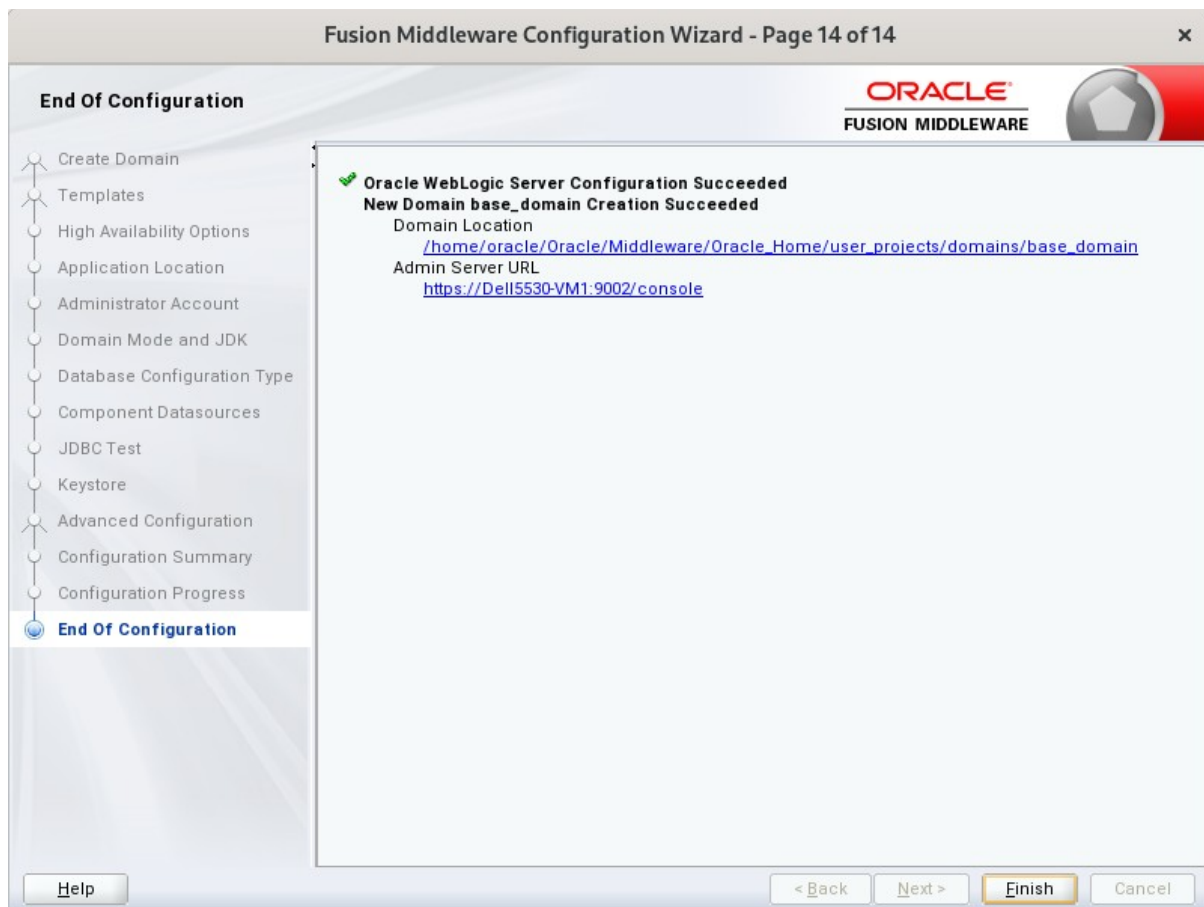 Fusion Middleware Configuration Wizard - Page 14 of 14
×
End Of Configuration
ORACLE
FUSION MIDDLEWARE
Create Domain
Templates
High Availability Options
Application Location
Administrator Account
Domain Mode and JDK
Database Configuration Type
Component Datasources
JDBC Test
Keystore
Advanced Configuration
Configuration Summary
Configuration Progress
End Of Configuration
Oracle WebLogic Server Configuration Succeeded
New Domain base_domain Creation Succeeded
Domain Location
/home/oracle/Oracle/Middleware/Oracle_Home/user_projects/domains/base_domain
Admin Server URL
https://Dell5530-VM1:9002/console
Help
< Back
Next >
Finish
Cancel